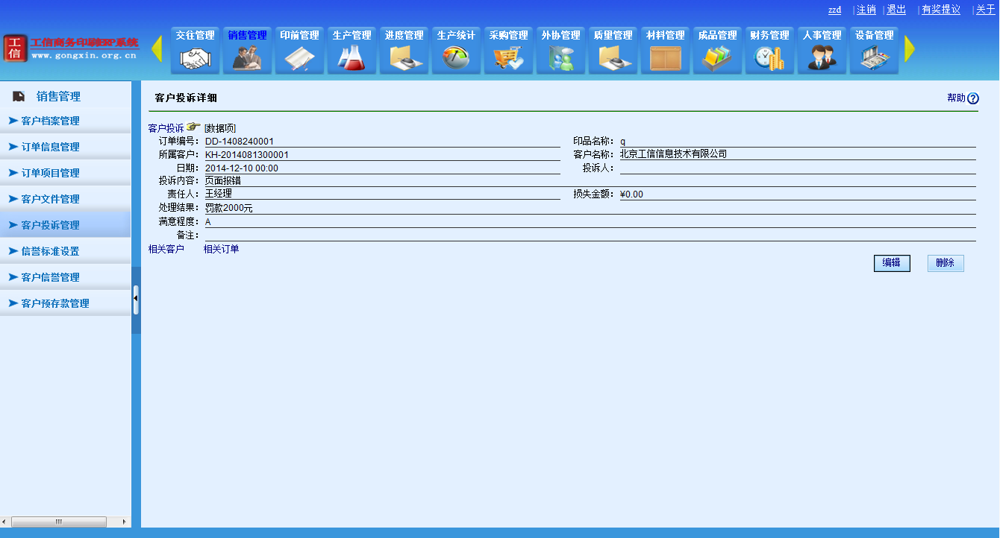 zzd | 注销 | 退出 | 有奖提议 | 关于
工信 工信商务印刷ERP系统
www.gongxin.org.cn
交往管理 销售管理 印前管理 生产管理 进度管理 生产统计 采购管理 外协管理 质量管理 材料管理 成品管理 财务管理 人事管理 设备管理
销售管理
客户档案管理
订单信息管理
订单项目管理
客户文件管理
客户投诉管理
信誉标准设置
客户信誉管理
客户预存款管理
客户投诉详细 帮助
客户投诉 [数据项]
订单编号： DD-1408240001 印品名称： q
所属客户： KH-2014081300001 客户名称： 北京工信信息技术有限公司
日期： 2014-12-10 00:00 投诉人：
投诉内容： 页面报错
责任人： 王经理 损失金额： ¥0.00
处理结果： 罚款2000元
满意程度： A
备注：
相关客户 相关订单
编辑 删除